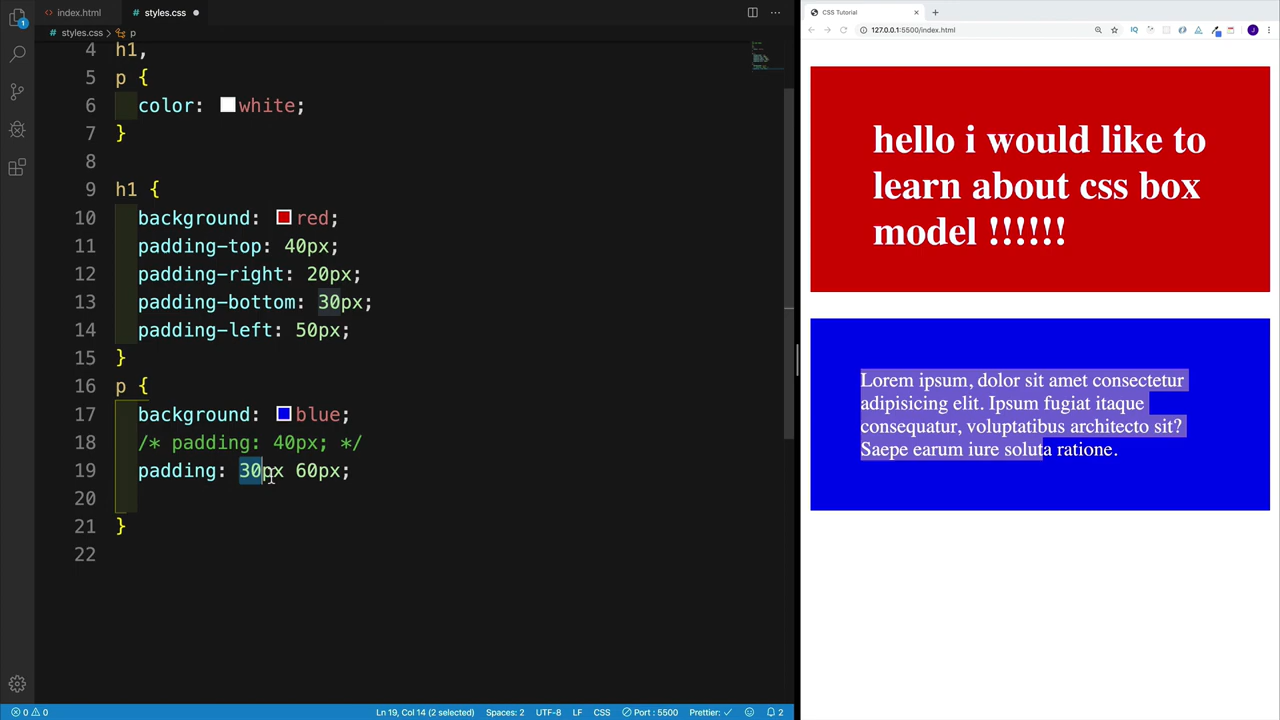 index.html
styles.css
styles.css
p
4 h1,
5 p {
6 color: white;
7 }
8
9 h1 {
10 background: red;
11 padding-top: 40px;
12 padding-right: 20px;
13 padding-bottom: 30px;
14 padding-left: 50px;
15 }
16 p {
17 background: blue;
18 /* padding: 40px; */
19 padding: 30px 60px;
20
21 }
22
0 0
Ln 19, Col 14 (2 selected)
Spaces: 2
UTF-8
LF
CSS
Port : 5500
Prettier: ✓
2
CSS Tutorial
127.0.0.1:5500/index.html
hello i would like to
learn about css box
model !!!!!!
Lorem ipsum, dolor sit amet consectetur
adipisicing elit. Ipsum fugiat itaque
consequatur, voluptatibus architecto sit?
Saepe earum iure soluta ratione.